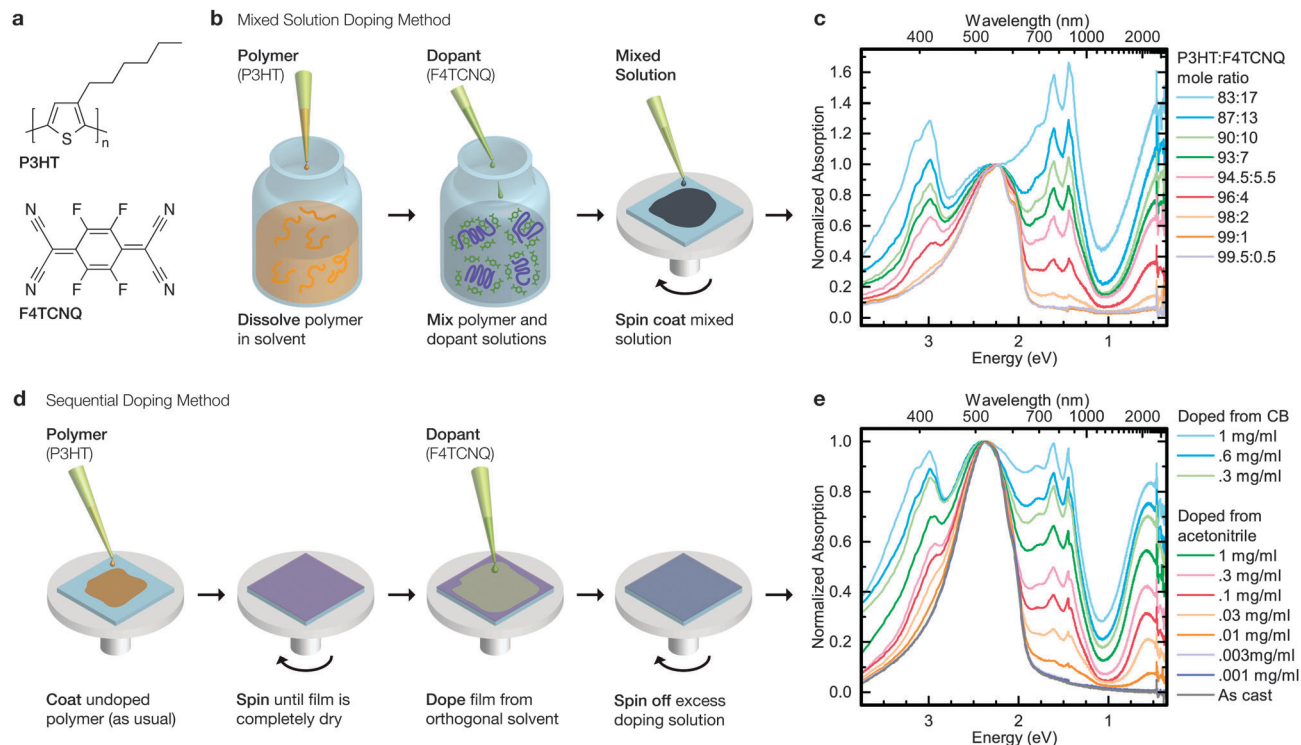 a
P3HT
S
n
N
N
F
F
F
F
N
N
F4TCNQ
b Mixed Solution Doping Method
Polymer
(P3HT)
Dopant
(F4TCNQ)
Mixed
Solution
Dissolve polymer
in solvent
Mix polymer and
dopant solutions
Spin coat mixed
solution
c
Wavelength (nm)
400 500 700 1000 2000
Normalized Absorption
1.6
1.4
1.2
1.0
0.8
0.6
0.4
0.2
0.0
3 2 1
Energy (eV)
P3HT:F4TCNQ
mole ratio
83:17
87:13
90:10
93:7
94.5:5.5
96:4
98:2
99:1
99.5:0.5
d Sequential Doping Method
Polymer
(P3HT)
Dopant
(F4TCNQ)
Coat undoped
polymer (as usual)
Spin until film is
completely dry
Dope film from
orthogonal solvent
Spin off excess
doping solution
e
Wavelength (nm)
400 500 700 1000 2000
Normalized Absorption
1.0
0.8
0.6
0.4
0.2
0.0
3 2 1
Energy (eV)
Doped from CB
1 mg/ml
.6 mg/ml
.3 mg/ml
Doped from
acetonitrile
1 mg/ml
.3 mg/ml
.1 mg/ml
.03 mg/ml
.01 mg/ml
.003mg/ml
.001 mg/ml
As cast